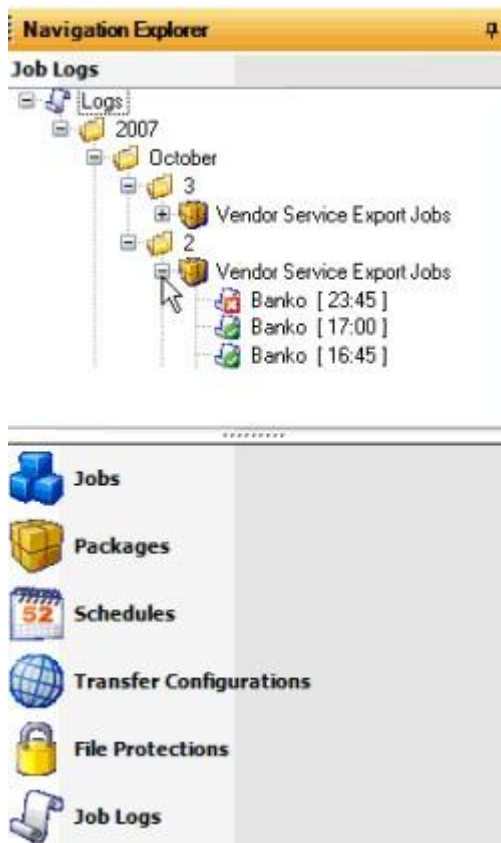 Navigation Explorer
Job Logs
Logs
2007
October
3
Vendor Service Export Jobs
2
Vendor Service Export Jobs
Banko [ 23:45 ]
Banko [ 17:00 ]
Banko [ 16:45 ]
Jobs
Packages
52
Schedules
Transfer Configurations
File Protections
Job Logs